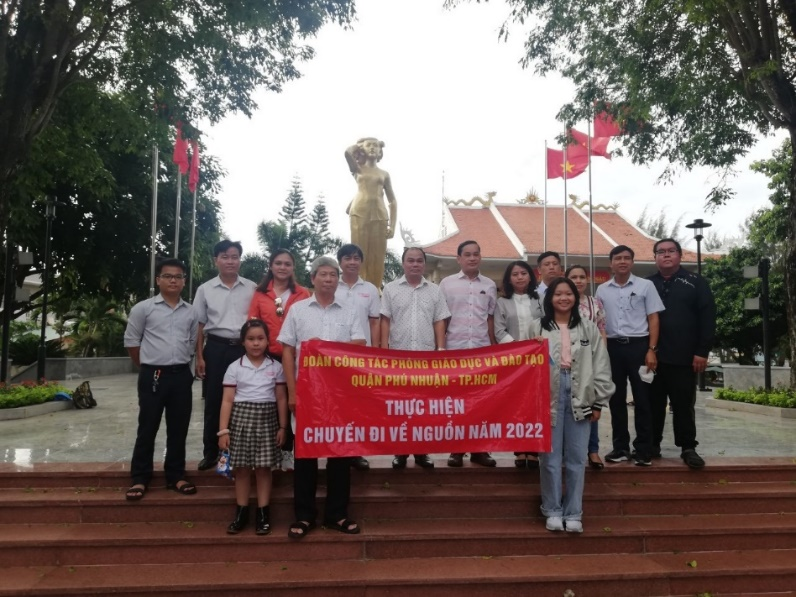 ĐOÀN CÔNG TÁC PHÒNG GIÁO DỤC VÀ ĐÀO TẠO
QUẬN PHÚ NHUẬN - TP.HCM
THỰC HIỆN
CHUYẾN ĐI VỀ NGUỒN NĂM 2022